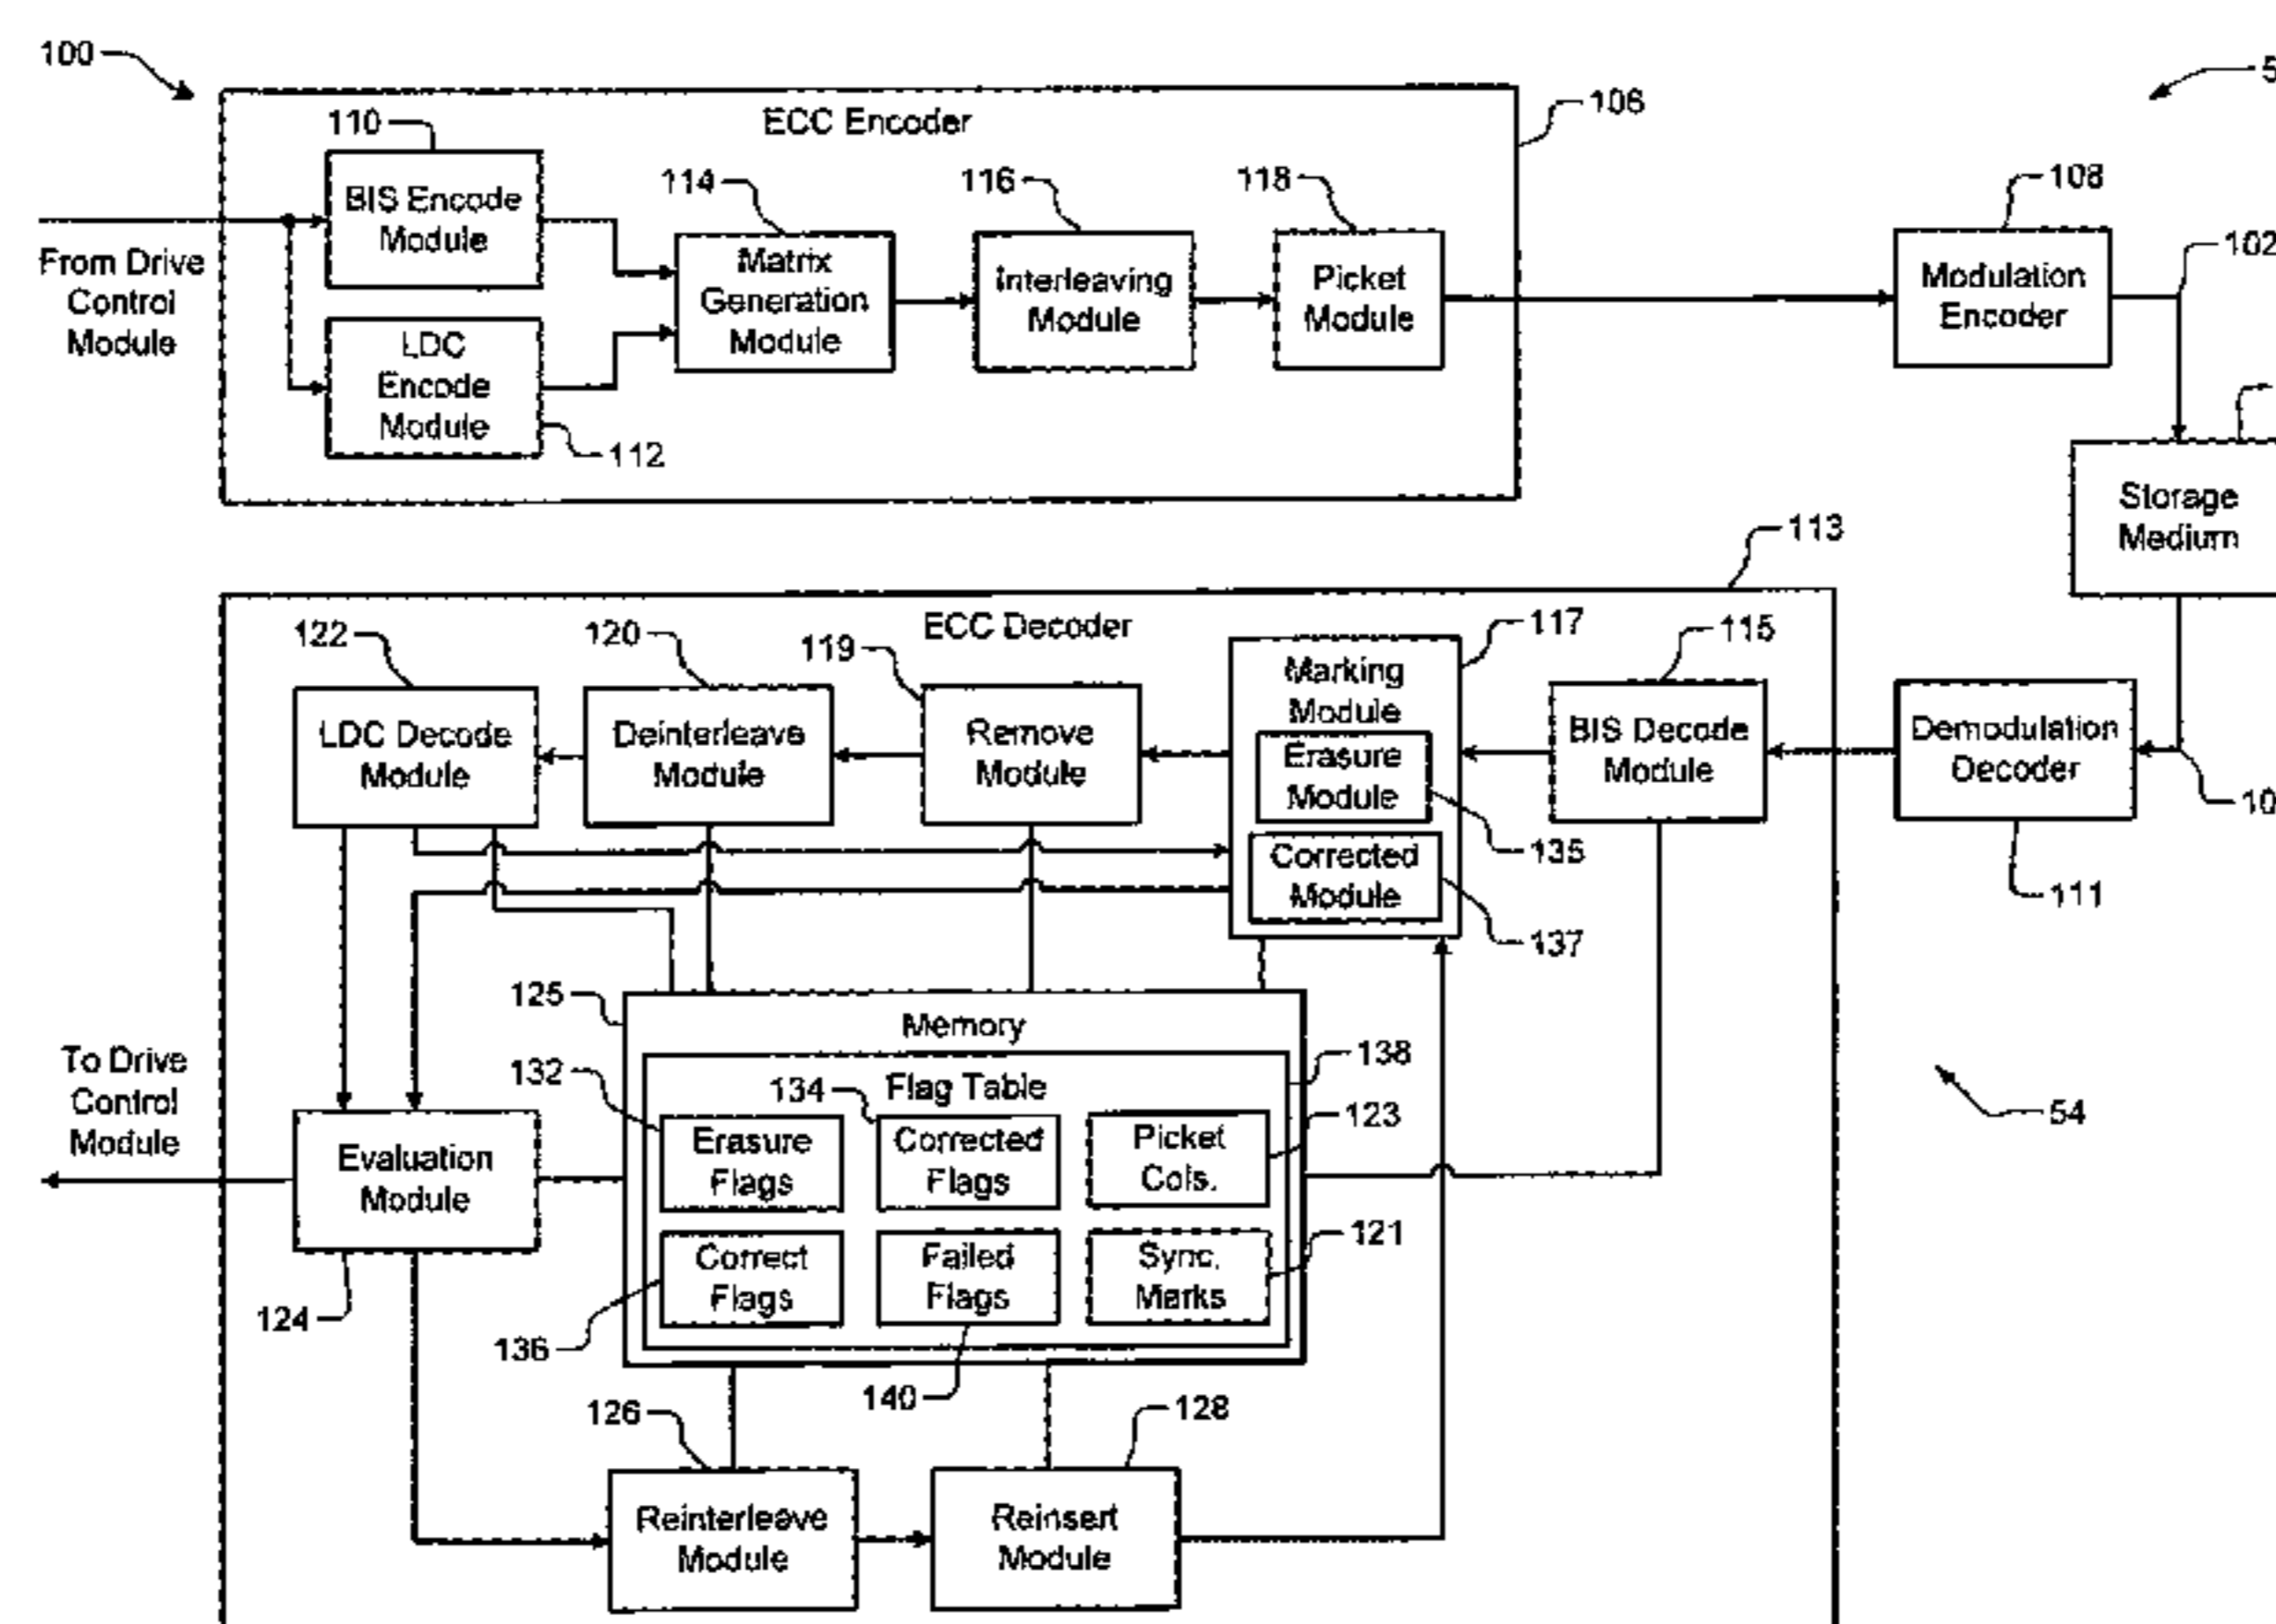 100
5
110
ECC Encoder
106
BIS Encode
Module
114
116
118
108
102
From Drive
Control
Module
Matrix
Generation
Module
Interleaving
Module
Picket
Module
Modulation
Encoder
LDC
Encode
Module
112
Storage
Medium
113
122
120
119
ECC Decoder
117
115
Marking
Module
LDC Decode
Module
Deinterleave
Module
Remove
Module
Erasure
Module
BIS Decode
Module
Demodulation
Decoder
10
135
Corrected
Module
137
111
125
Memory
To Drive
Control
Module
132
134
Flag Table
138
Erasure
Flags
Corrected
Flags
Picket
Cols.
123
54
Evaluation
Module
Correct
Flags
Failed
Flags
Sync.
Marks
121
124
136
140
126
128
Reinterleave
Module
Reinsert
Module